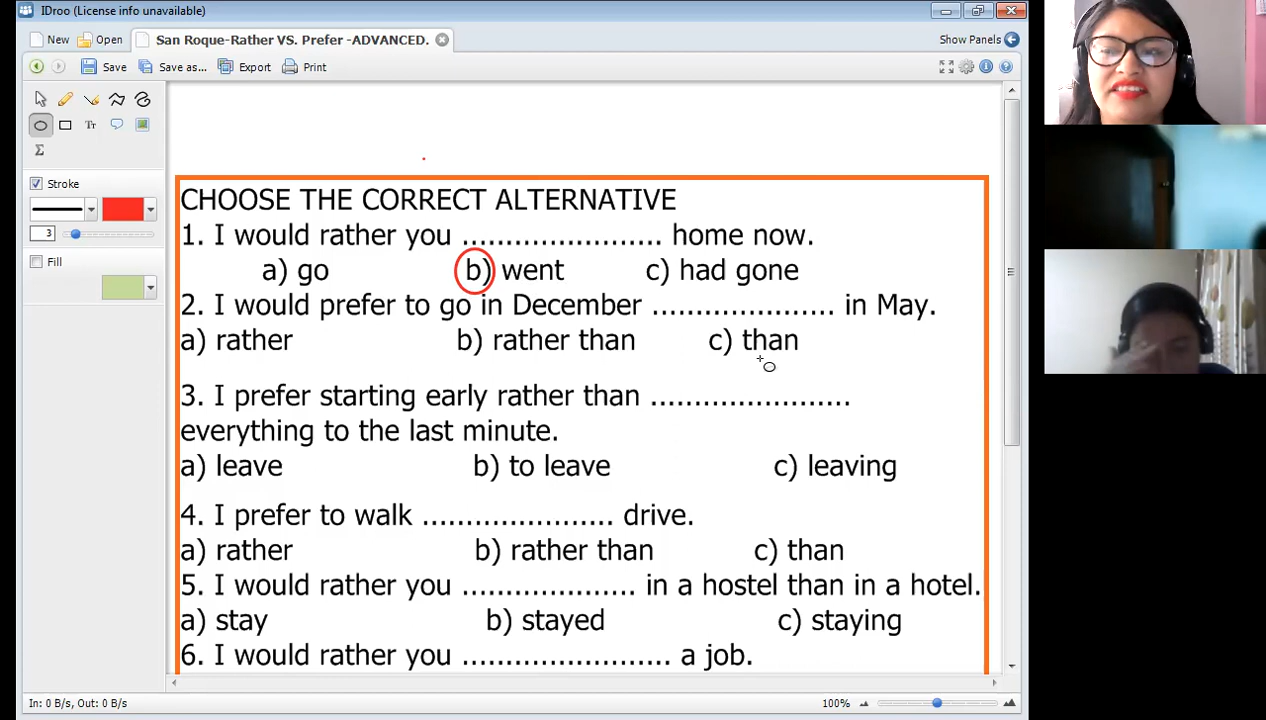 IDroo (License info unavailable)
New Open San Roque-Rather VS. Prefer -ADVANCED. Show Panels
Save Save as... Export Print
Tr
Σ
Stroke
3
Fill
CHOOSE THE CORRECT ALTERNATIVE
1. I would rather you ....................... home now.
a) go b) went c) had gone
2. I would prefer to go in December ..................... in May.
a) rather b) rather than c) than
3. I prefer starting early rather than .......................
everything to the last minute.
a) leave b) to leave c) leaving
4. I prefer to walk ...................... drive.
a) rather b) rather than c) than
5. I would rather you .................... in a hostel than in a hotel.
a) stay b) stayed c) staying
6. I would rather you ........................ a job.
In: 0 B/s, Out: 0 B/s 100%